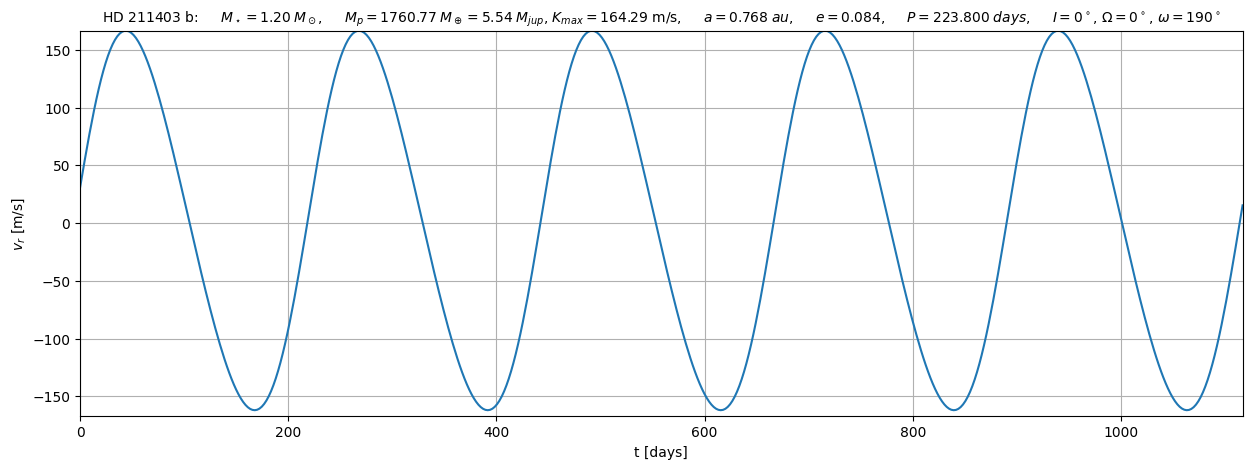 HD 211403 b: M⋆ = 1.20 M⊙, Mp = 1760.77 M⊕ = 5.54 Mjup, Kmax = 164.29 m/s, a = 0.768 au, e = 0.084, P = 223.800 days, I = 0°, Ω = 0°, ω = 190°
150
100
50
0
−50
−100
−150
vr [m/s]
0 200 400 600 800 1000
t [days]